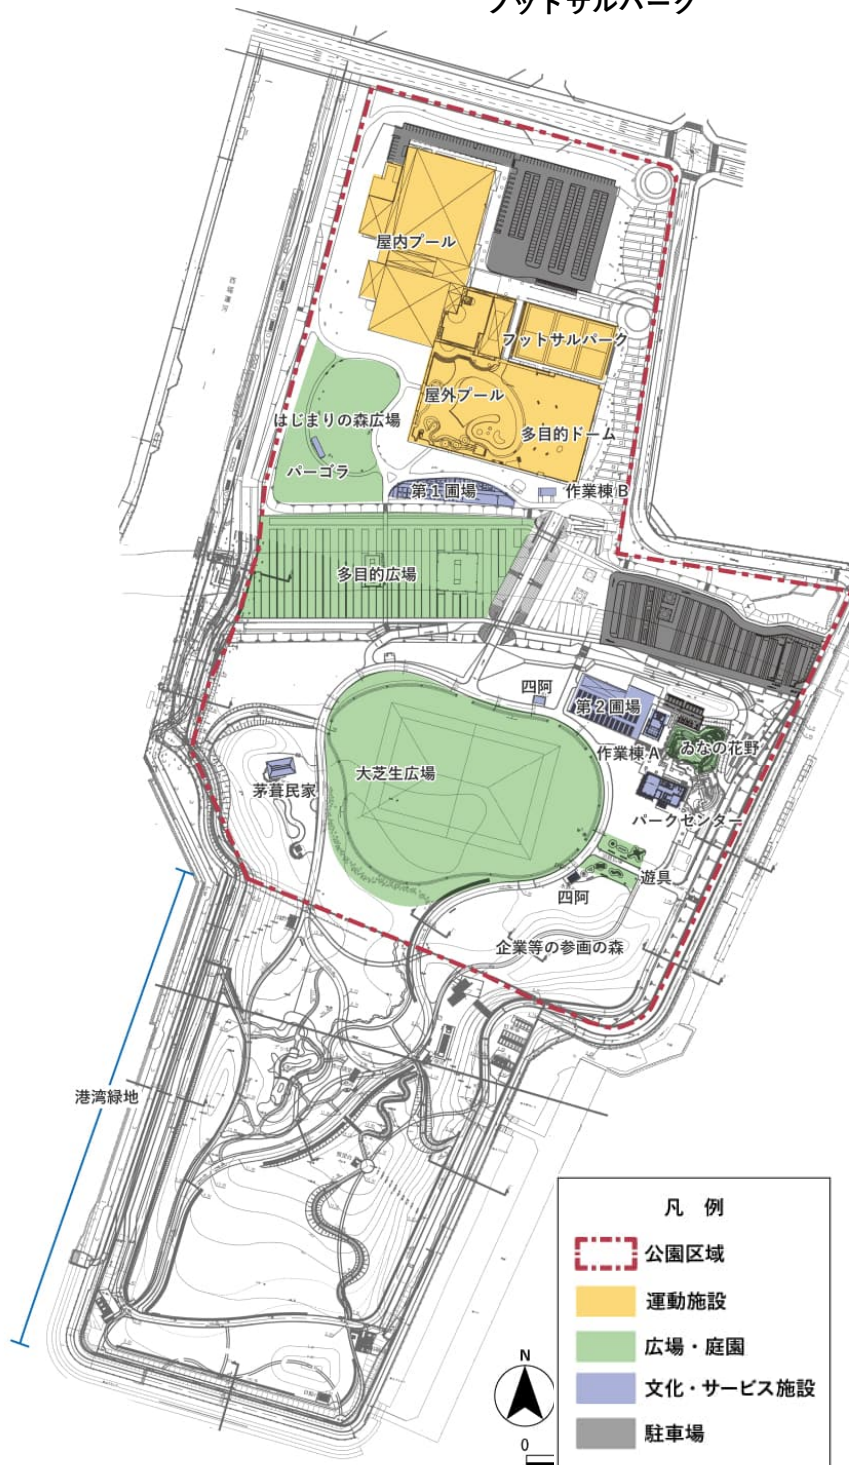 フットサルパーク
屋内プール
フットサルパーク
屋外プール
多目的ドーム
はじまりの森広場
パーゴラ
第1圃場
作業棟B
多目的広場
四阿
第2圃場
作業棟A
ゐなの花野
大芝生広場
茅葺民家
パークセンター
遊具
四阿
企業等の参画の森
港湾緑地
凡 例
公園区域
運動施設
広場・庭園
文化・サービス施設
駐車場
N
0